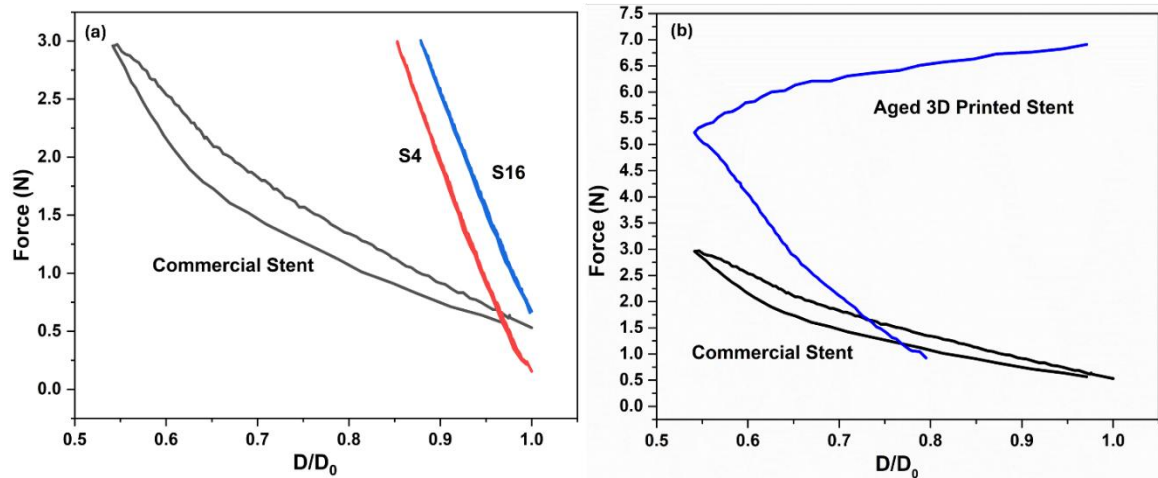 (a)
3.0
2.5
2.0
1.5
1.0
0.5
0.0
Force (N)
S4
S16
Commercial Stent
0.5 0.6 0.7 0.8 0.9 1.0
D/D₀
(b)
7.5
7.0
6.5
6.0
5.5
5.0
4.5
4.0
3.5
3.0
2.5
2.0
1.5
1.0
0.5
0.0
Force (N)
Aged 3D Printed Stent
Commercial Stent
0.5 0.6 0.7 0.8 0.9 1.0
D/D₀